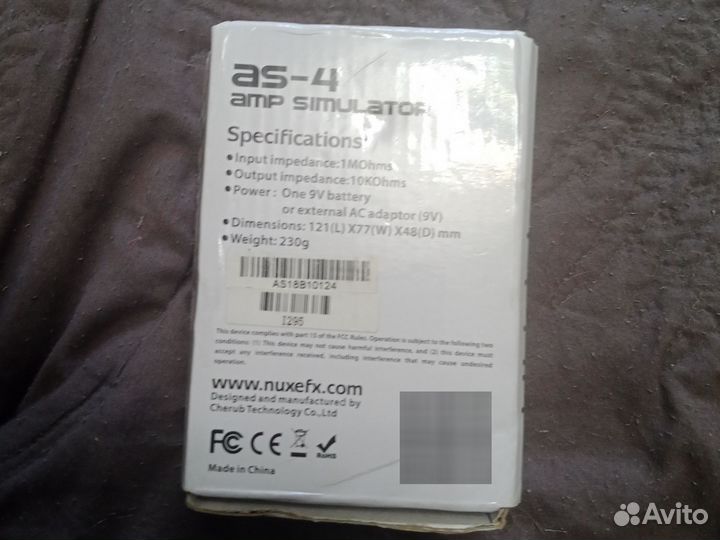 as-4
amp simulator
Specifications
• Input impedance:1MOhms
• Output impedance:10KOhms
• Power : One 9V battery
or external AC adaptor (9V)
• Dimensions: 121(L) X77(W) X48(D) mm
• Weight: 230g
AS18B10124
I295
This device complies with part 15 of the FCC Rules. Operation is subject to the following two
conditions: (1) This device may not cause harmful interference, and (2) this device must
accept any interference received, including interference that may cause undesired
operation.
www.nuxefx.com
Designed and manufactured by
Cherub Technology Co.,Ltd
FC CE RoHS
Made in China
Avito